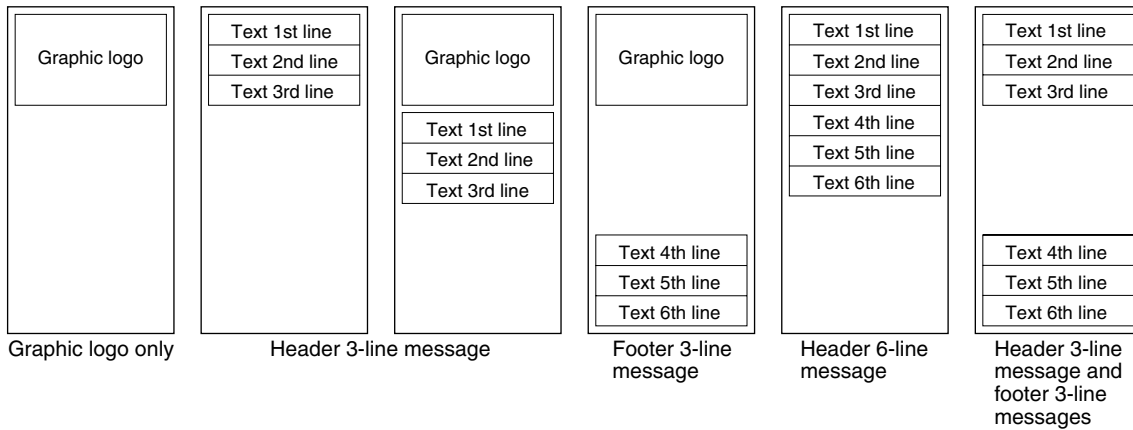 Graphic logo
Graphic logo only
Text 1st line
Text 2nd line
Text 3rd line
Graphic logo
Text 1st line
Text 2nd line
Text 3rd line
Header 3-line message
Graphic logo
Text 4th line
Text 5th line
Text 6th line
Footer 3-line
message
Text 1st line
Text 2nd line
Text 3rd line
Text 4th line
Text 5th line
Text 6th line
Header 6-line
message
Text 1st line
Text 2nd line
Text 3rd line
Text 4th line
Text 5th line
Text 6th line
Header 3-line
message and
footer 3-line
messages